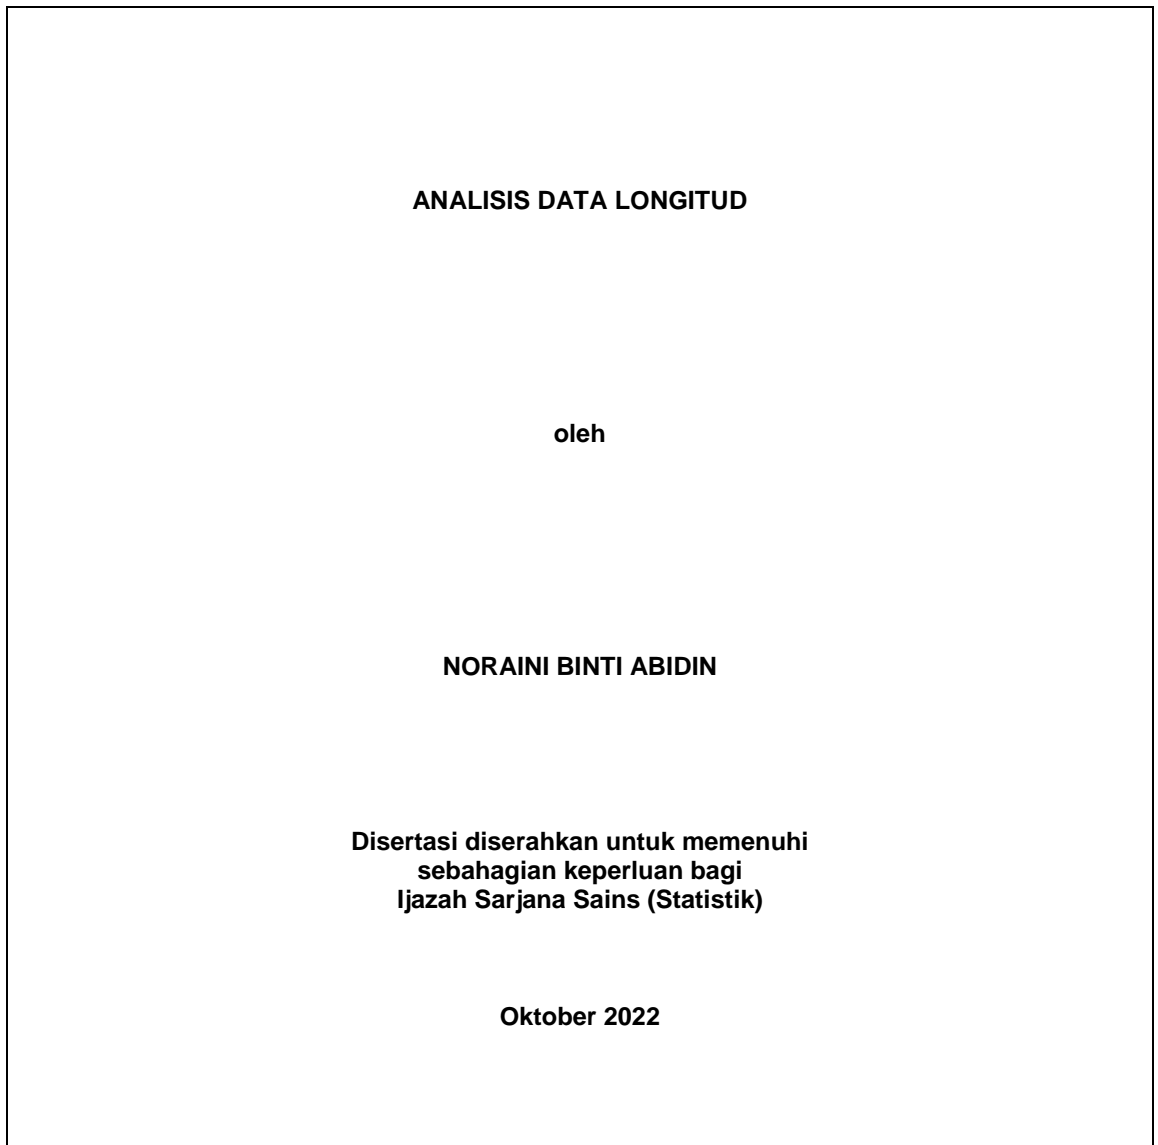 ANALISIS DATA LONGITUD
oleh
NORAINI BINTI ABIDIN
Disertasi diserahkan untuk memenuhi
sebahagian keperluan bagi
Ijazah Sarjana Sains (Statistik)
Oktober 2022